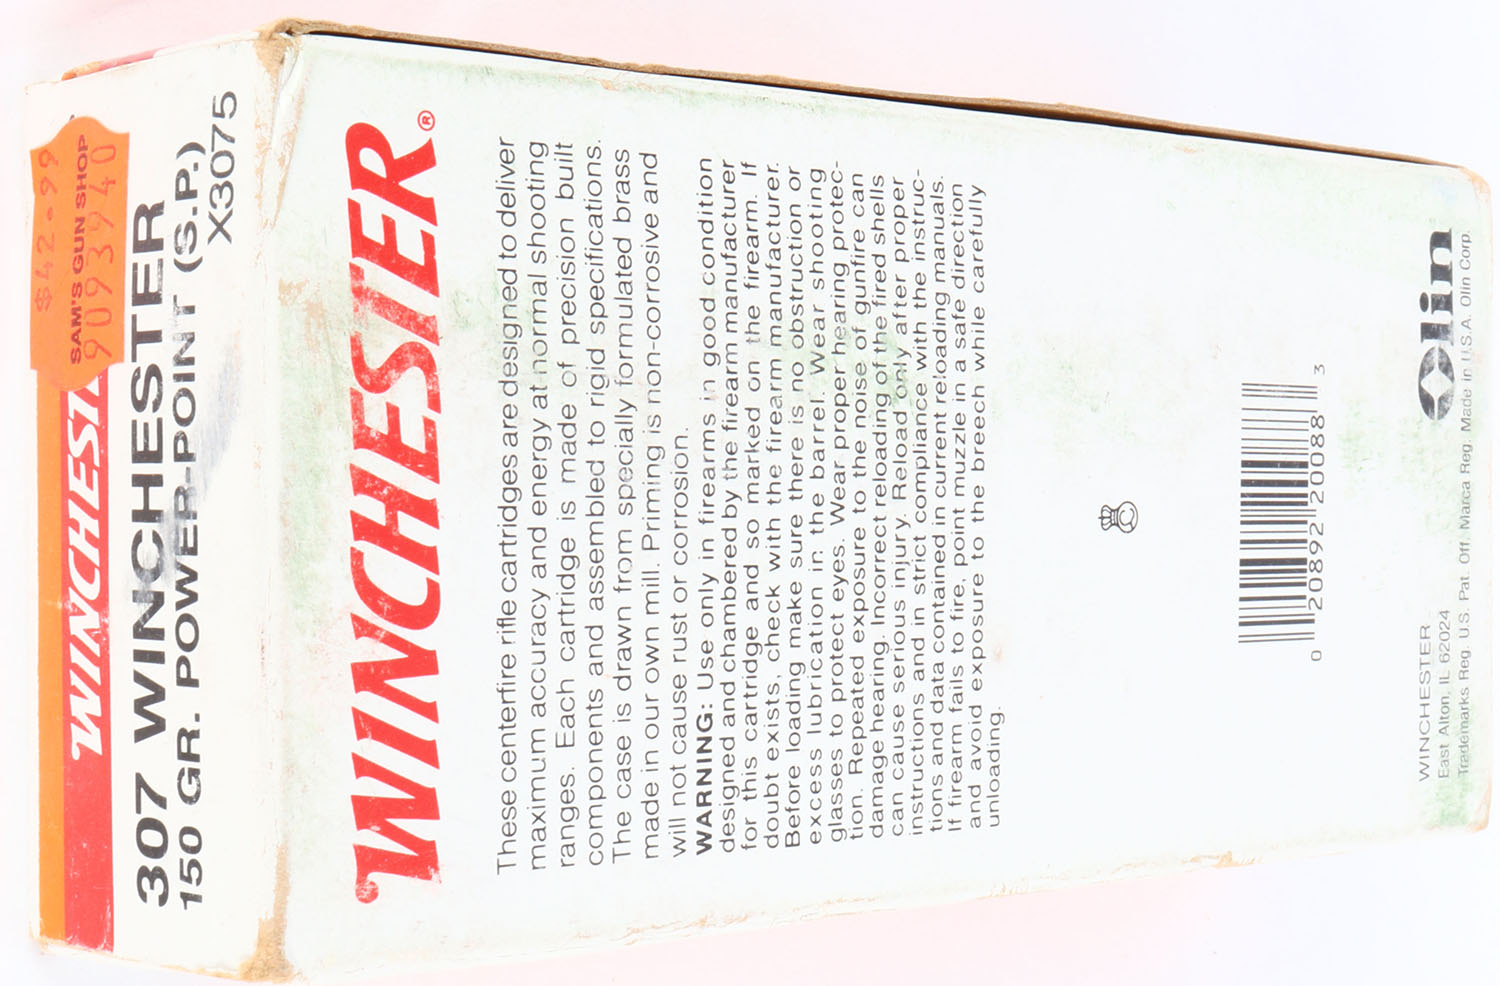 $42.99
SAM'S GUN SHOP
9093940
WINCHEST
307 WINCHESTER
150 GR. POWER-POINT (S.P.)
X3075
WINCHESTER®
These centerfire rifle cartridges are designed to deliver
maximum accuracy and energy at normal shooting
ranges. Each cartridge is made of precision built
components and assembled to rigid specifications.
The case is drawn from specially formulated brass
made in our own mill. Priming is non-corrosive and
will not cause rust or corrosion.
WARNING: Use only in firearms in good condition
designed and chambered by the firearm manufacturer
for this cartridge and so marked on the firearm. If
doubt exists, check with the firearm manufacturer.
Before loading make sure there is no obstruction or
excess lubrication in the barrel. Wear shooting
glasses to protect eyes. Wear proper hearing protec-
tion. Repeated exposure to the noise of gunfire can
damage hearing. Incorrect reloading of the fired shells
can cause serious injury. Reload only after proper
instructions and in strict compliance with the instruc-
tions and data contained in current reloading manuals.
If firearm fails to fire, point muzzle in a safe direction
and avoid exposure to the breech while carefully
unloading.
0 20892 20088 3
Olin
WINCHESTER
East Alton, IL 62024
Trademarks Reg. U.S. Pat. Off. Marca Reg. Made in U.S.A. Olin Corp.